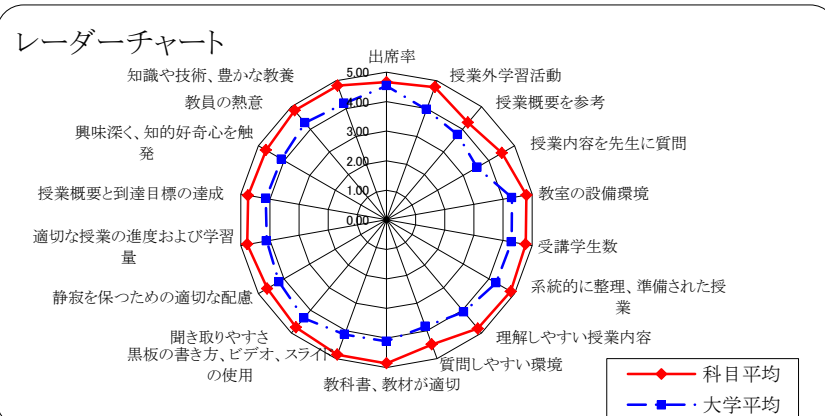 レーダーチャート
出席率
授業外学習活動
授業概要を参考
授業内容を先生に質問
教室の設備環境
受講学生数
系統的に整理、準備された授
業
理解しやすい授業内容
質問しやすい環境
教科書、教材が適切
黒板の書き方、ビデオ、スライド
の使用
聞き取りやすさ
静寂を保つための適切な配慮
適切な授業の進度および学習
量
授業概要と到達目標の達成
興味深く、知的好奇心を触
発
教員の熱意
知識や技術、豊かな教養
5.00
4.00
3.00
2.00
1.00
0.00
科目平均
大学平均